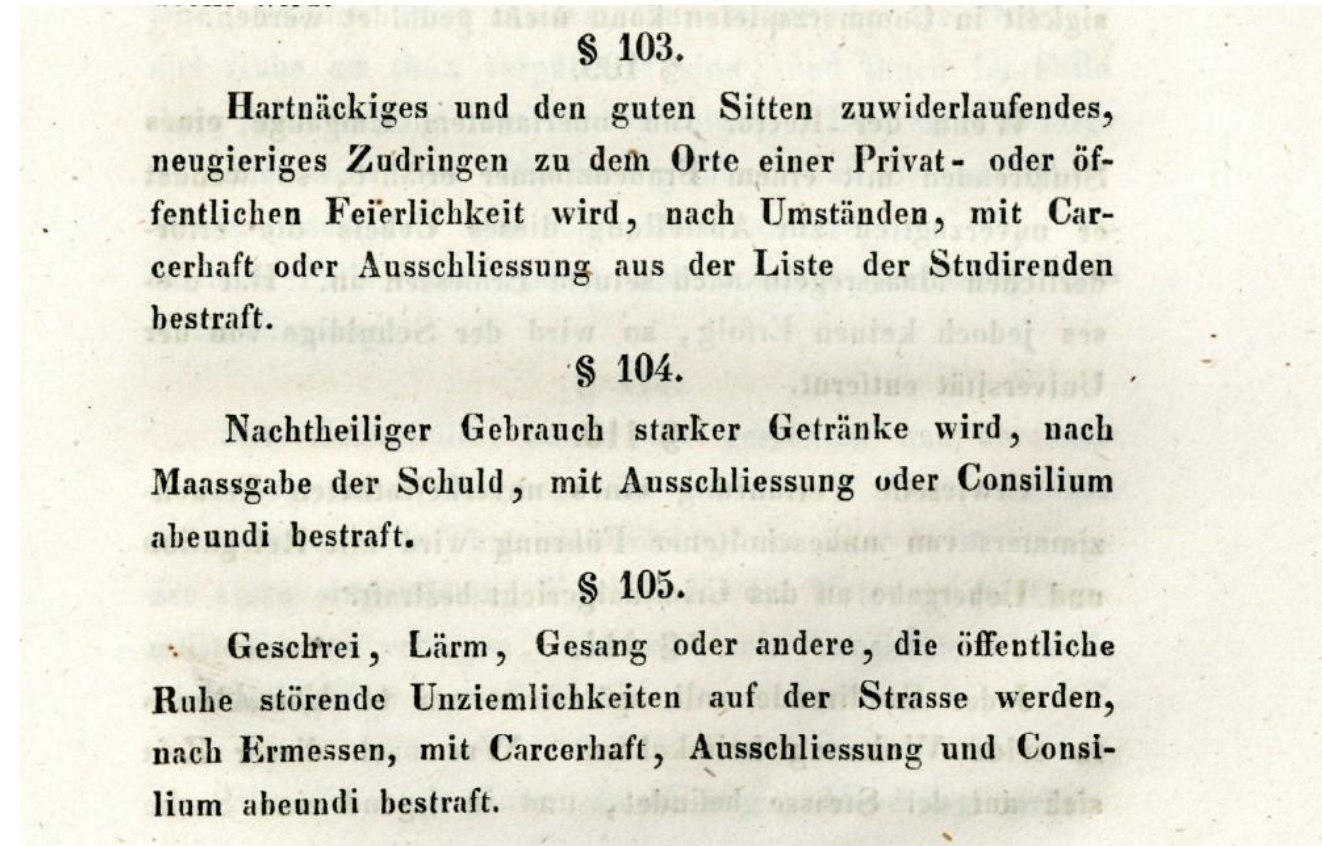 § 103.
Hartnäckiges und den guten Sitten zuwiderlaufendes,
neugieriges Zudringen zu dem Orte einer Privat- oder öf-
fentlichen Feierlichkeit wird, nach Umständen, mit Car-
cerhaft oder Ausschliessung aus der Liste der Studirenden
bestraft.
§ 104.
Nachtheiliger Gebrauch starker Getränke wird, nach
Maassgabe der Schuld, mit Ausschliessung oder Consilium
abeundi bestraft.
§ 105.
Geschrei, Lärm, Gesang oder andere, die öffentliche
Ruhe störende Unziemlichkeiten auf der Strasse werden,
nach Ermessen, mit Carcerhaft, Ausschliessung und Consi-
lium abeundi bestraft.